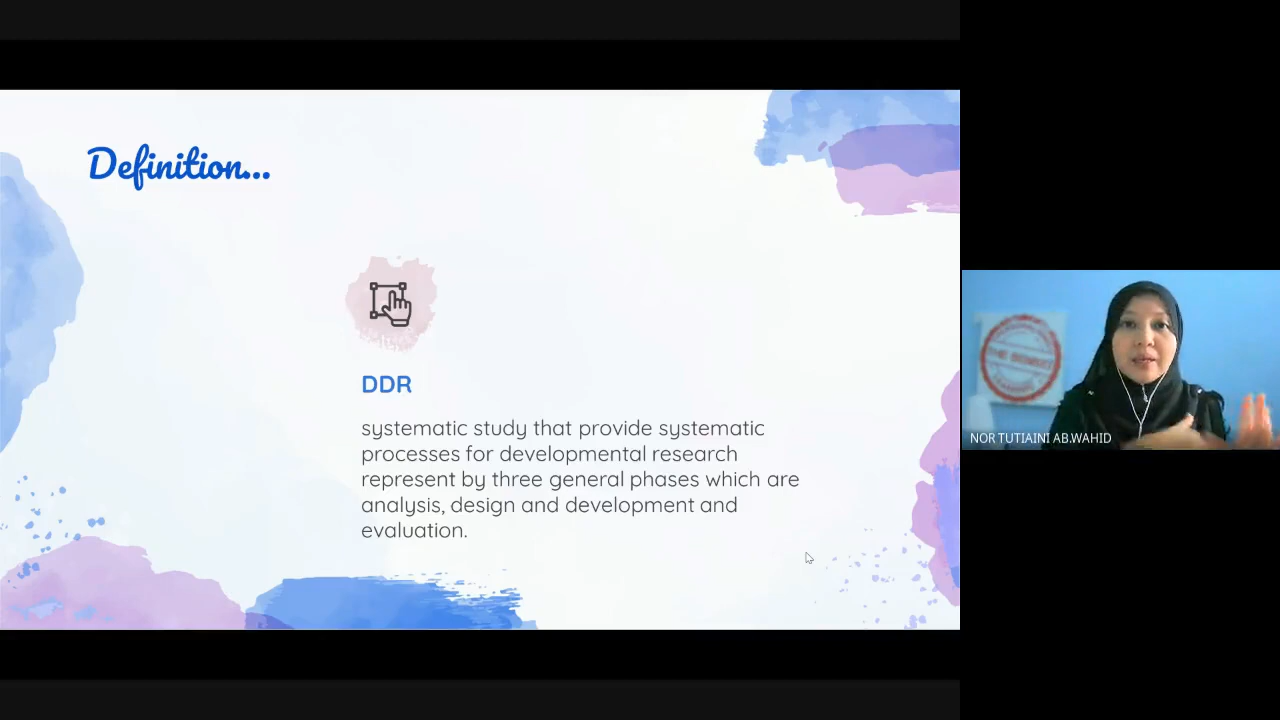 Definition...
DDR
systematic study that provide systematic
processes for developmental research
represent by three general phases which are
analysis, design and development and
evaluation.
NOR TUTIAINI AB.WAHID